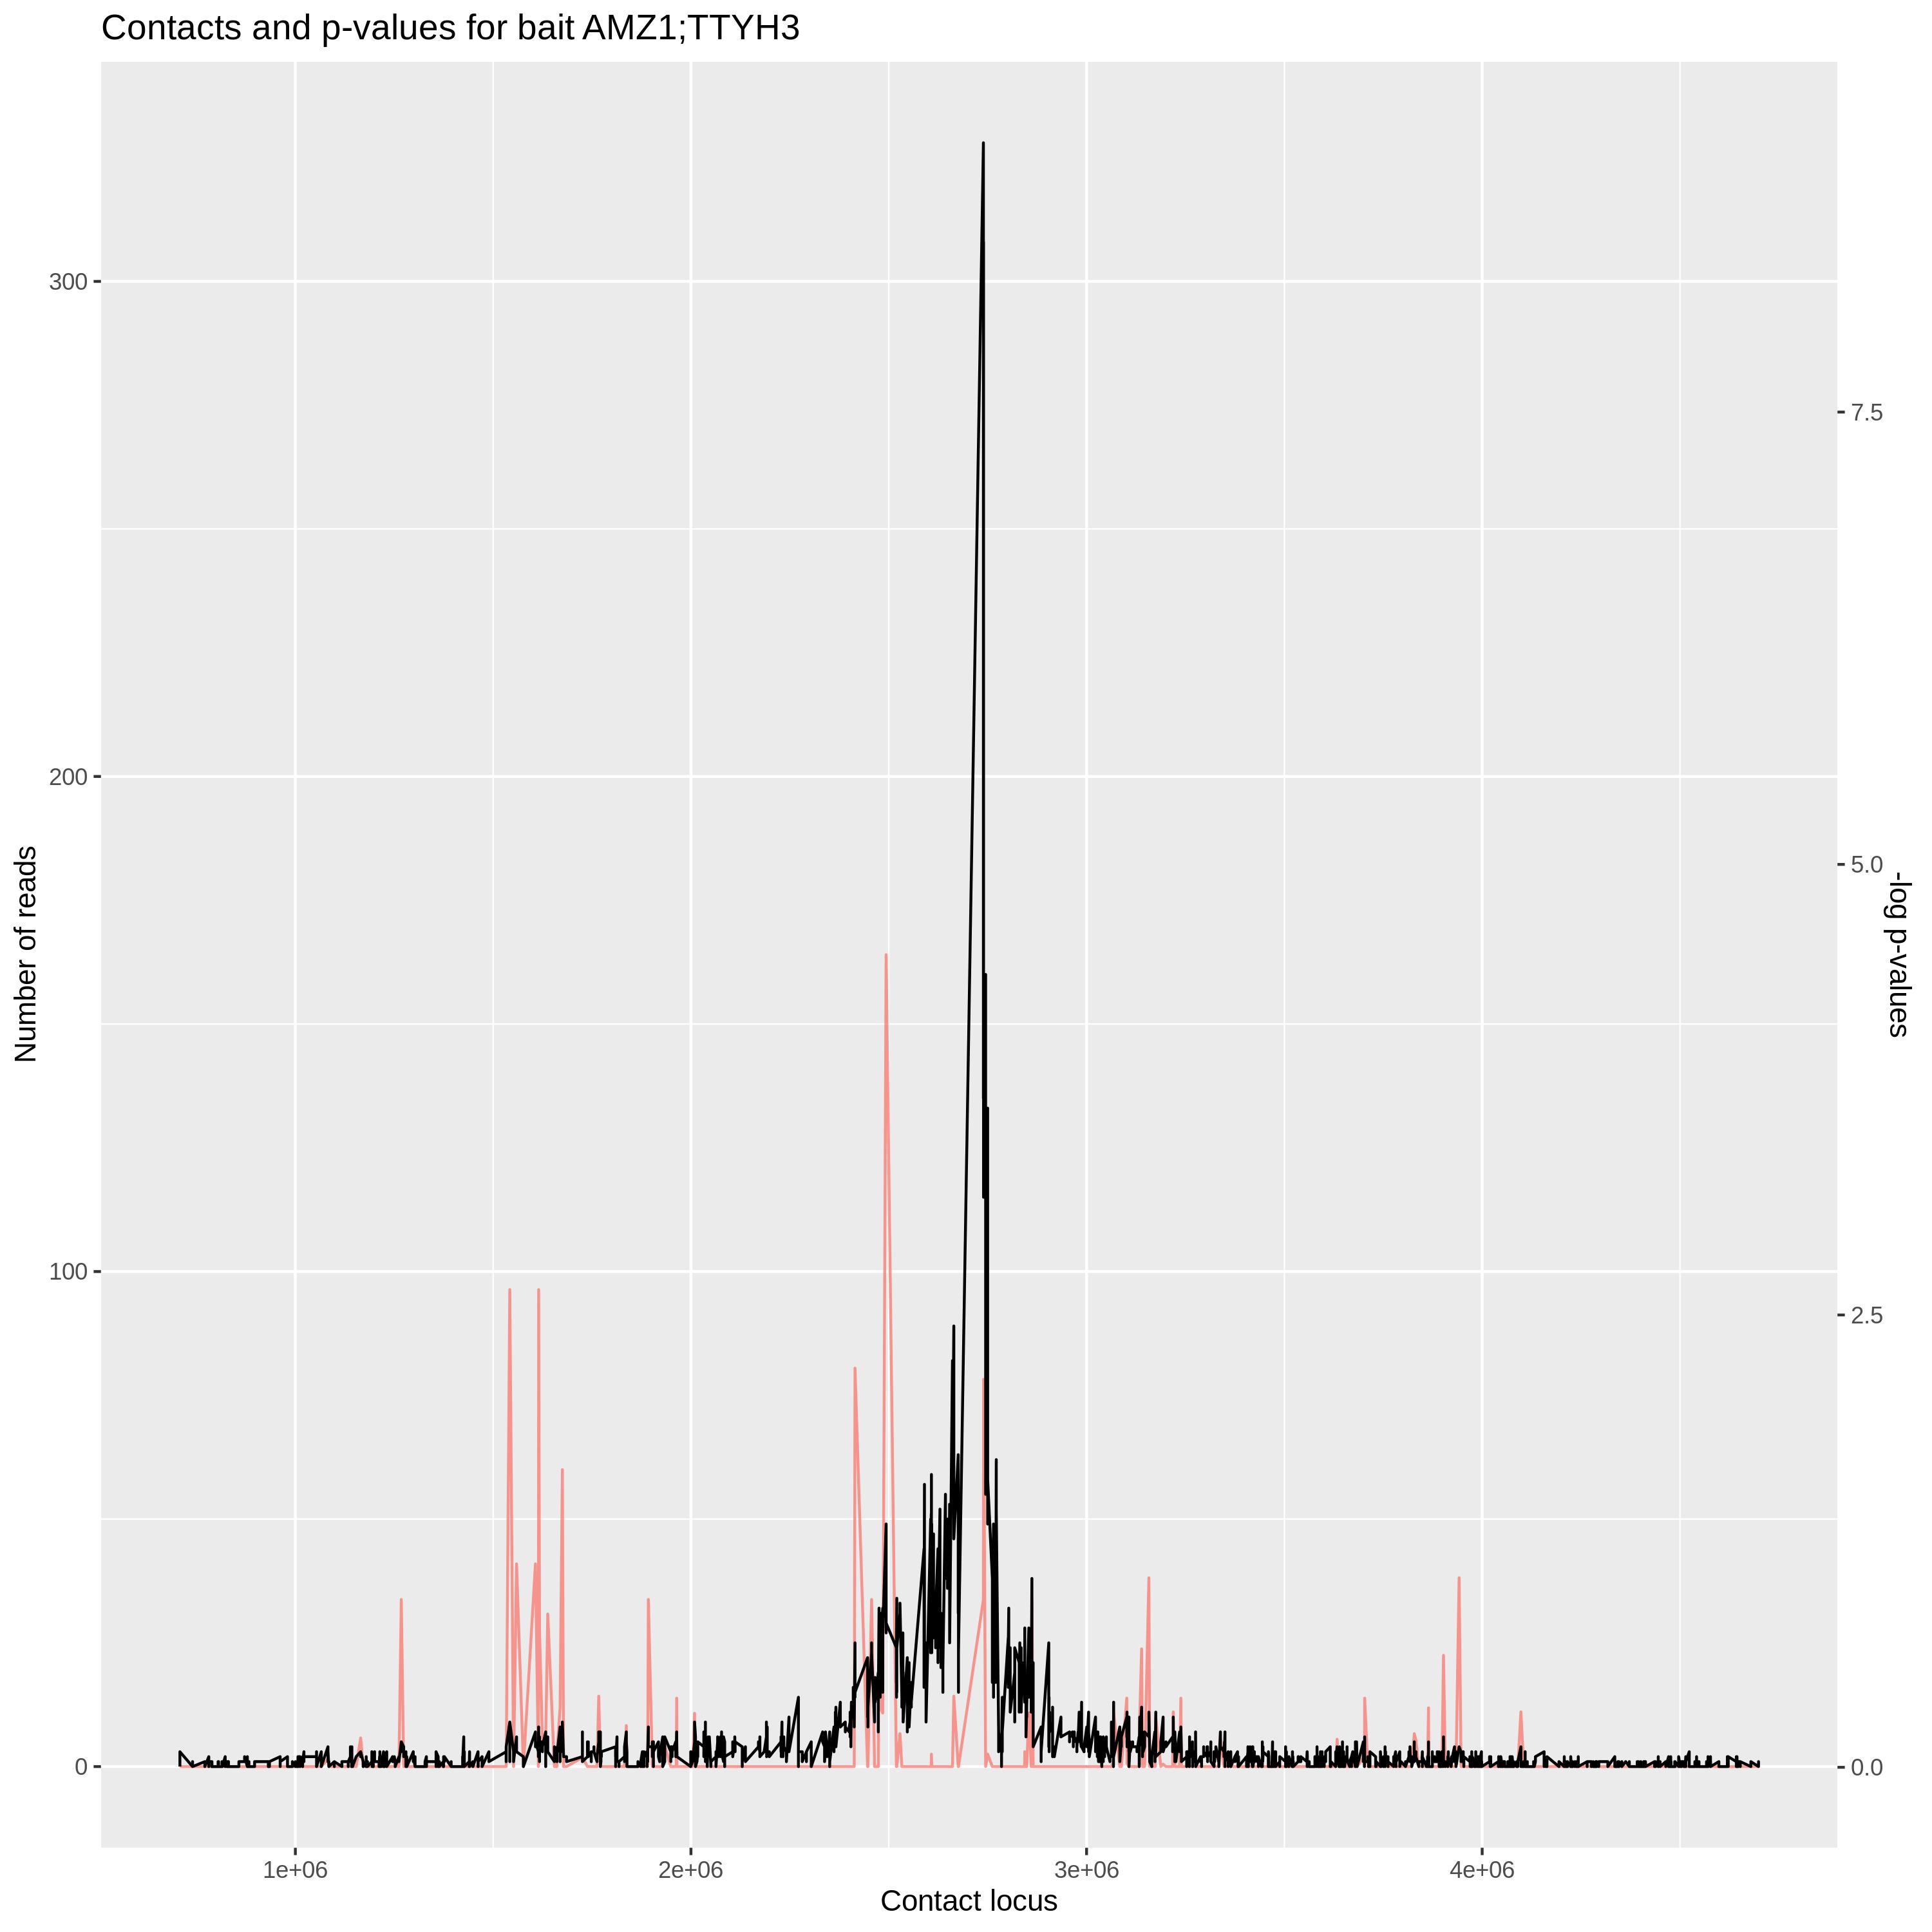 Contacts and p-values for bait AMZ1;TTYH3
300
200
100
0
Number of reads
7.5
5.0
2.5
0.0
-log p-values
1e+06
2e+06
3e+06
4e+06
Contact locus